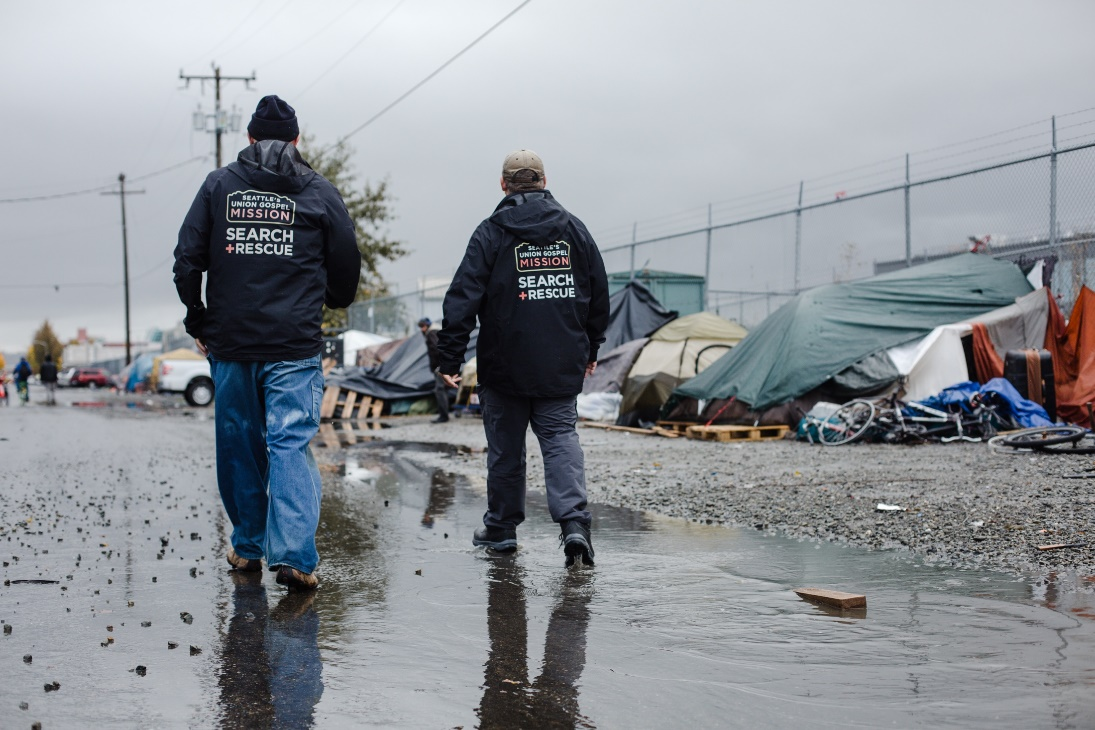 SEATTLE'S
UNION GOSPEL
MISSION
SEARCH
+RESCUE
SEATTLE'S
UNION GOSPEL
MISSION
SEARCH
+RESCUE